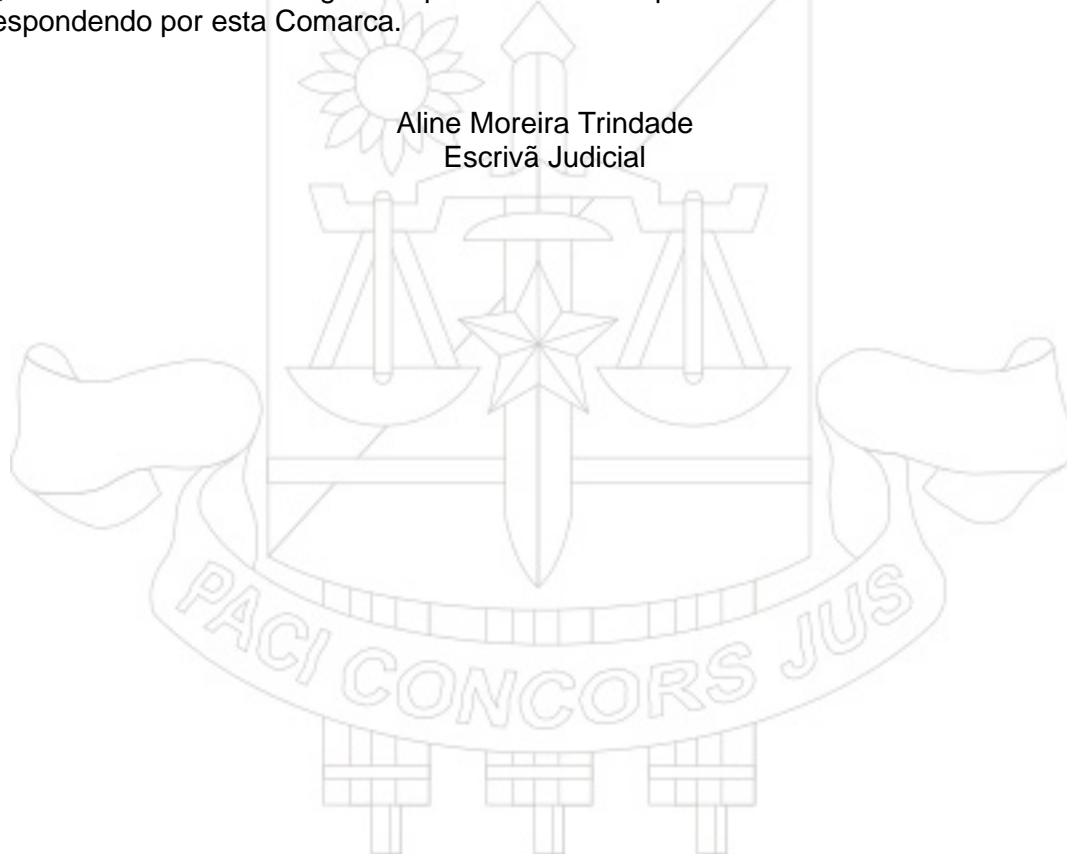 espondendo por esta Comarca.
Aline Moreira Trindade
Escrivã Judicial
PACI CONCORS JUS